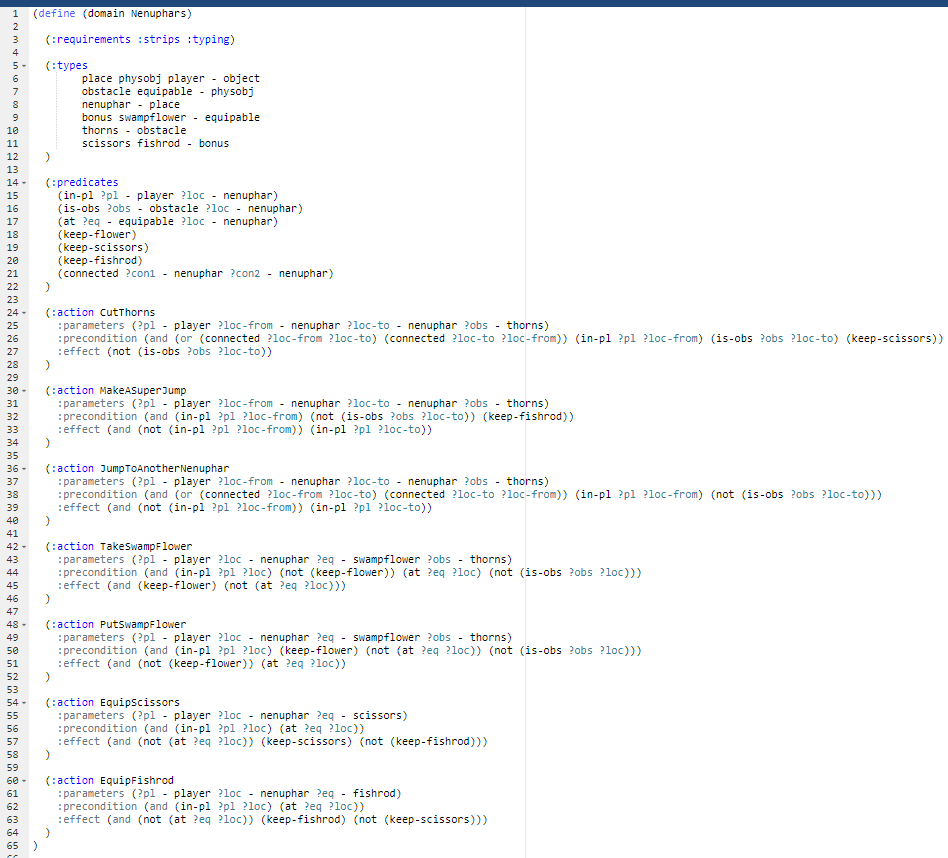 1 (define (domain Nenuphars)
2
3 (:requirements :strips :typing)
4
5 (:types
6 place physobj player - object
7 obstacle equipable - physobj
8 nenuphar - place
9 bonus swampflower - equipable
10 thorns - obstacle
11 scissors fishrod - bonus
12 )
13
14 (:predicates
15 (in-pl ?pl - player ?loc - nenuphar)
16 (is-obs ?obs - obstacle ?loc - nenuphar)
17 (at ?eq - equipable ?loc - nenuphar)
18 (keep-flower)
19 (keep-scissors)
20 (keep-fishrod)
21 (connected ?con1 - nenuphar ?con2 - nenuphar)
22 )
23
24 (:action CutThorns
25 :parameters (?pl - player ?loc-from - nenuphar ?loc-to - nenuphar ?obs - thorns)
26 :precondition (and (or (connected ?loc-from ?loc-to) (connected ?loc-to ?loc-from)) (in-pl ?pl ?loc-from) (is-obs ?obs ?loc-to) (keep-scissors))
27 :effect (not (is-obs ?obs ?loc-to))
28 )
29
30 (:action MakeASuperJump
31 :parameters (?pl - player ?loc-from - nenuphar ?loc-to - nenuphar ?obs - thorns)
32 :precondition (and (in-pl ?pl ?loc-from) (not (is-obs ?obs ?loc-to)) (keep-fishrod))
33 :effect (and (not (in-pl ?pl ?loc-from)) (in-pl ?pl ?loc-to))
34 )
35
36 (:action JumpToAnotherNenuphar
37 :parameters (?pl - player ?loc-from - nenuphar ?loc-to - nenuphar ?obs - thorns)
38 :precondition (and (or (connected ?loc-from ?loc-to) (connected ?loc-to ?loc-from)) (in-pl ?pl ?loc-from) (not (is-obs ?obs ?loc-to)))
39 :effect (and (not (in-pl ?pl ?loc-from)) (in-pl ?pl ?loc-to))
40 )
41
42 (:action TakeSwampFlower
43 :parameters (?pl - player ?loc - nenuphar ?eq - swampflower ?obs - thorns)
44 :precondition (and (in-pl ?pl ?loc) (not (keep-flower)) (at ?eq ?loc) (not (is-obs ?obs ?loc)))
45 :effect (and (keep-flower) (not (at ?eq ?loc)))
46 )
47
48 (:action PutSwampFlower
49 :parameters (?pl - player ?loc - nenuphar ?eq - swampflower ?obs - thorns)
50 :precondition (and (in-pl ?pl ?loc) (keep-flower) (not (at ?eq ?loc)) (not (is-obs ?obs ?loc)))
51 :effect (and (not (keep-flower)) (at ?eq ?loc))
52 )
53
54 (:action EquipScissors
55 :parameters (?pl - player ?loc - nenuphar ?eq - scissors)
56 :precondition (and (in-pl ?pl ?loc) (at ?eq ?loc))
57 :effect (and (not (at ?eq ?loc)) (keep-scissors) (not (keep-fishrod)))
58 )
59
60 (:action EquipFishrod
61 :parameters (?pl - player ?loc - nenuphar ?eq - fishrod)
62 :precondition (and (in-pl ?pl ?loc) (at ?eq ?loc))
63 :effect (and (not (at ?eq ?loc)) (keep-fishrod) (not (keep-scissors)))
64 )
65 )